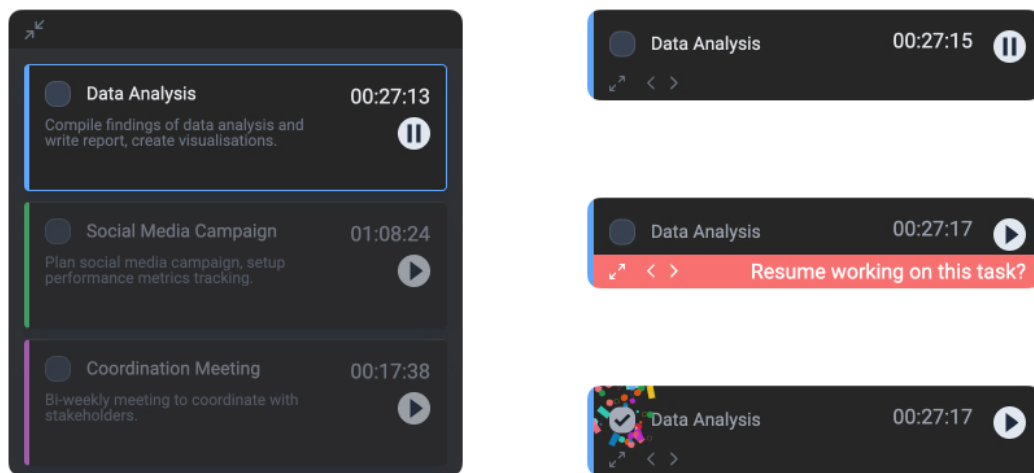 Data Analysis
00:27:13
Compile findings of data analysis and
write report, create visualisations.
Social Media Campaign
01:08:24
Plan social media campaign, setup
performance metrics tracking.
Coordination Meeting
00:17:38
Bi-weekly meeting to coordinate with
stakeholders.
Data Analysis
00:27:15
Data Analysis
00:27:17
Resume working on this task?
Data Analysis
00:27:17